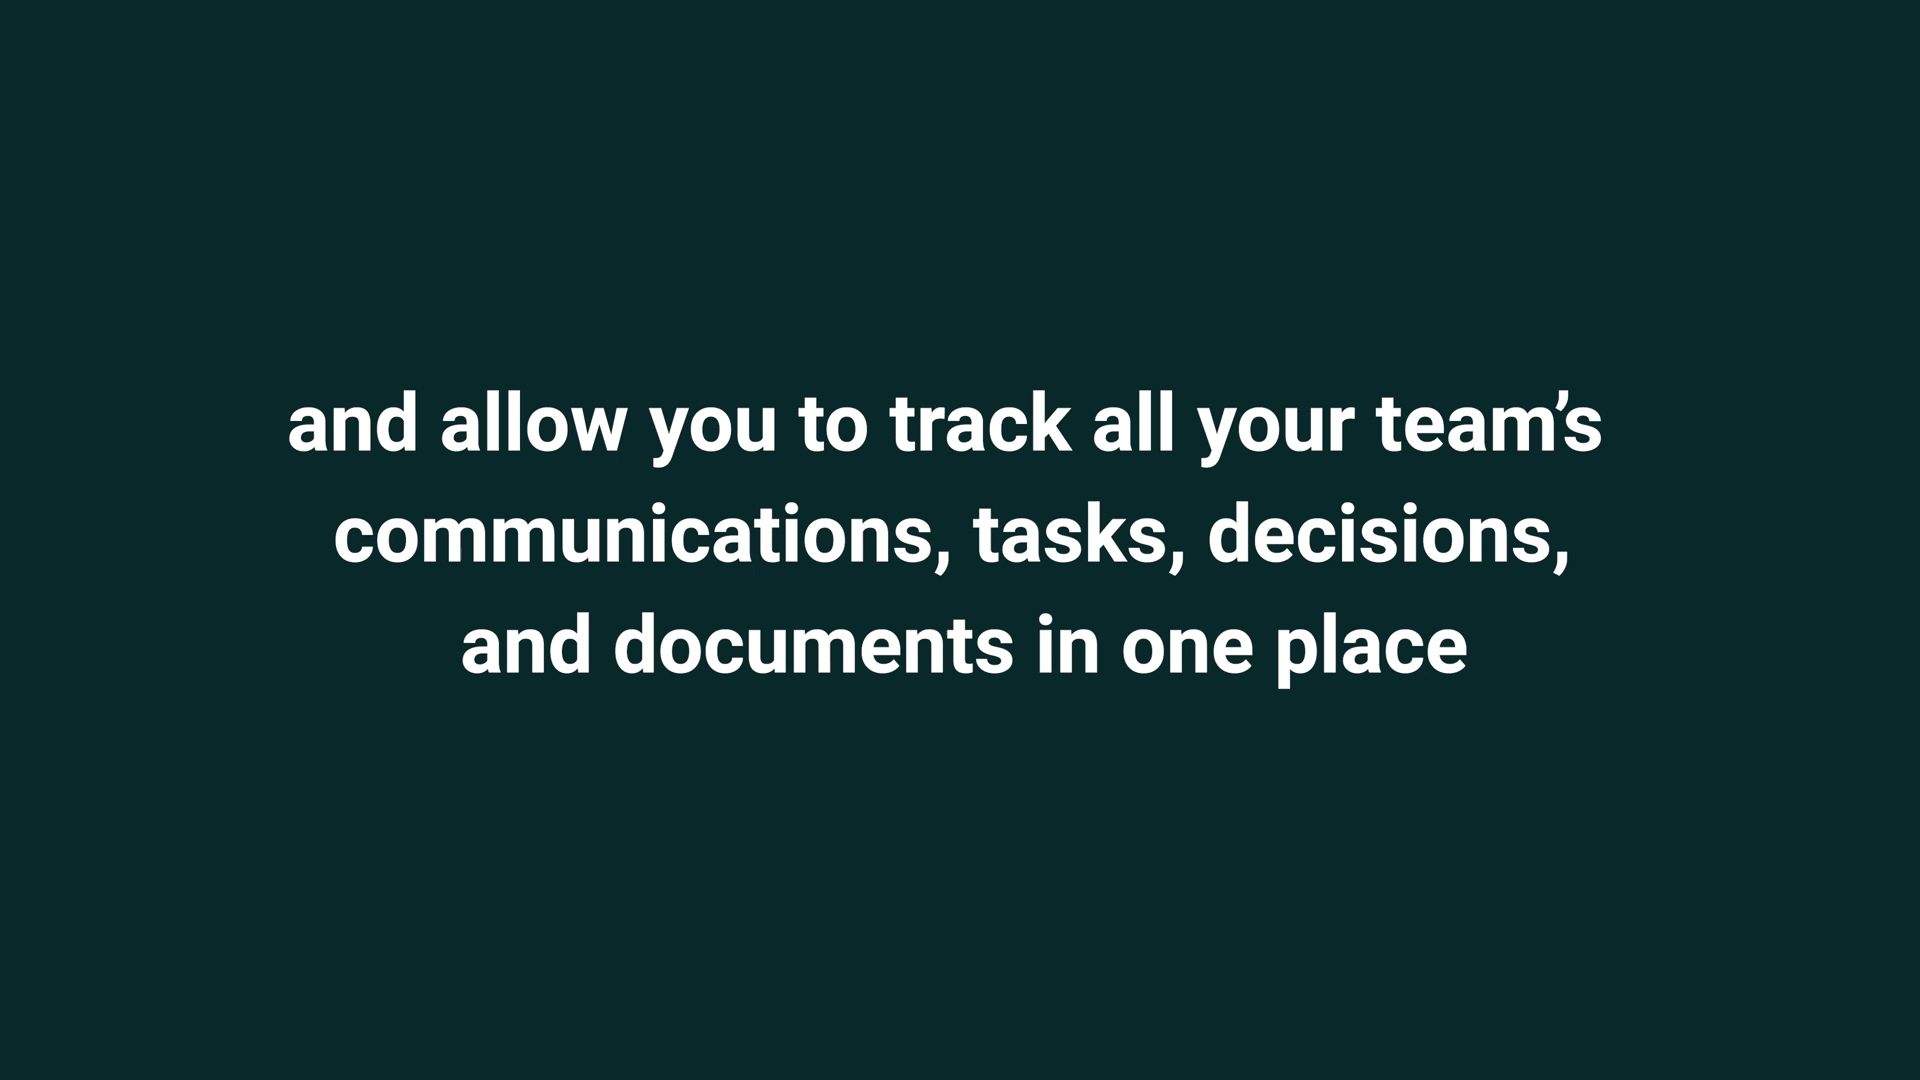 and allow you to track all your team’s
communications, tasks, decisions,
and documents in one place